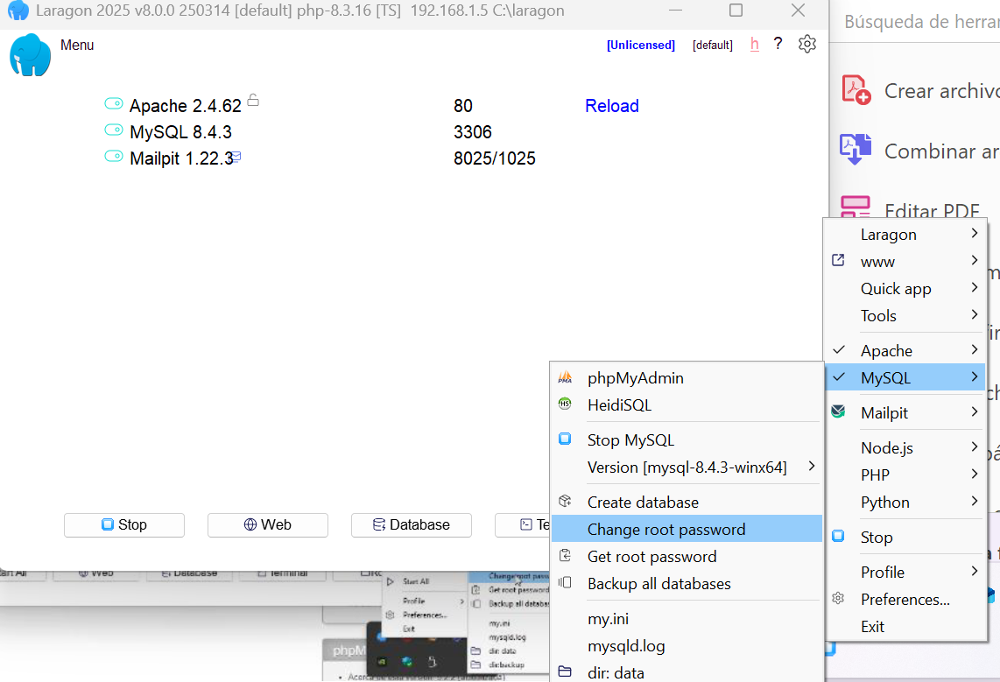 Laragon 2025 v8.0.0 250314 [default] php-8.3.16 [TS] 192.168.1.5 C:\laragon
Menu
[Unlicensed] [default] h ?
Apache 2.4.62 80 Reload
MySQL 8.4.3 3306
Mailpit 1.22.3 8025/1025
Stop Web Database Te
Búsqueda de herrar
Crear archivo
Combinar ar
Editar PDF
Laragon
www
Quick app
Tools
Apache
MySQL
Mailpit
Node.js
PHP
Python
Stop
Profile
Preferences...
Exit
phpMyAdmin
HeidiSQL
Stop MySQL
Version [mysql-8.4.3-winx64]
Create database
Change root password
Get root password
Backup all databases
my.ini
mysqld.log
dir: data
Web Database Terminal
Start All
Profile
Preferences...
Exit
Change root passw
Get root password
Backup all databas
my.ini
mysqld.log
dir: data
dir:backup
phpM